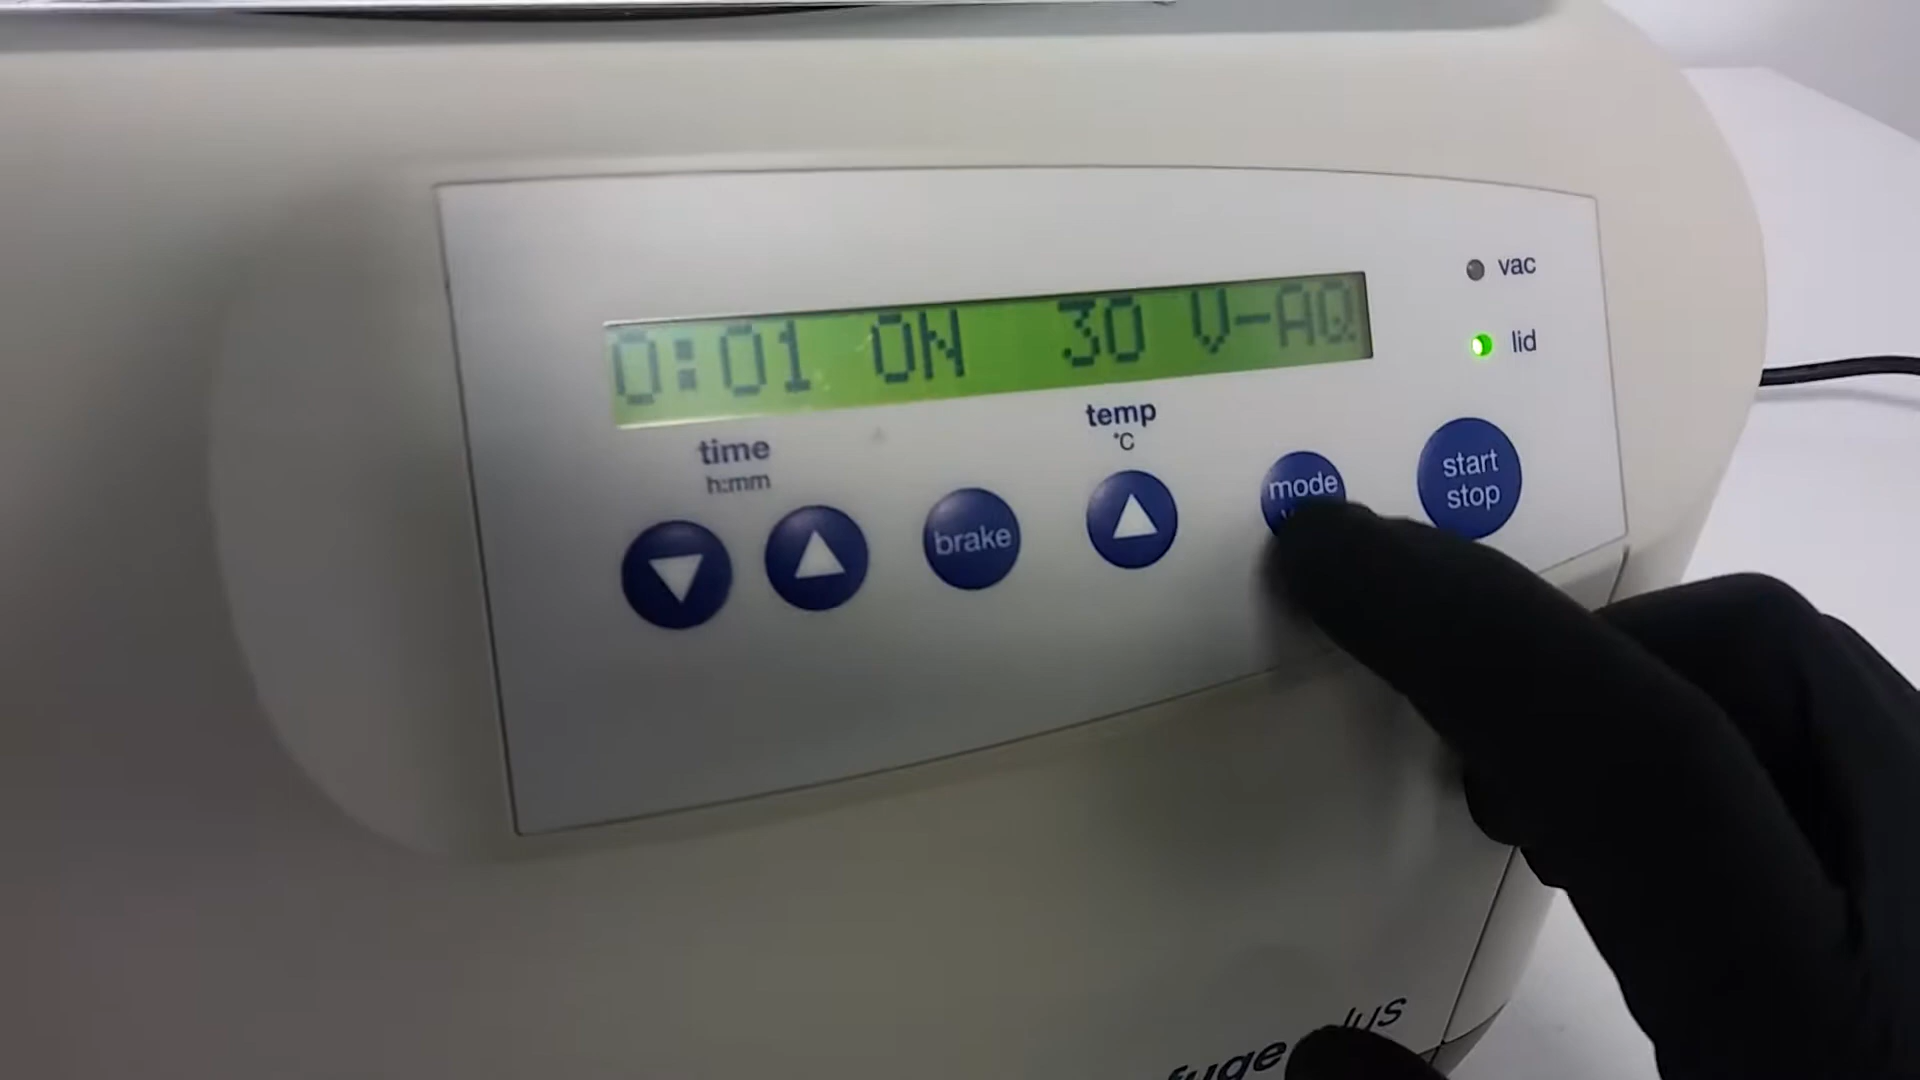 vac
0:01 ON 30 V-AQ
lid
time
h:mm
temp
°C
brake
mode
start
stop